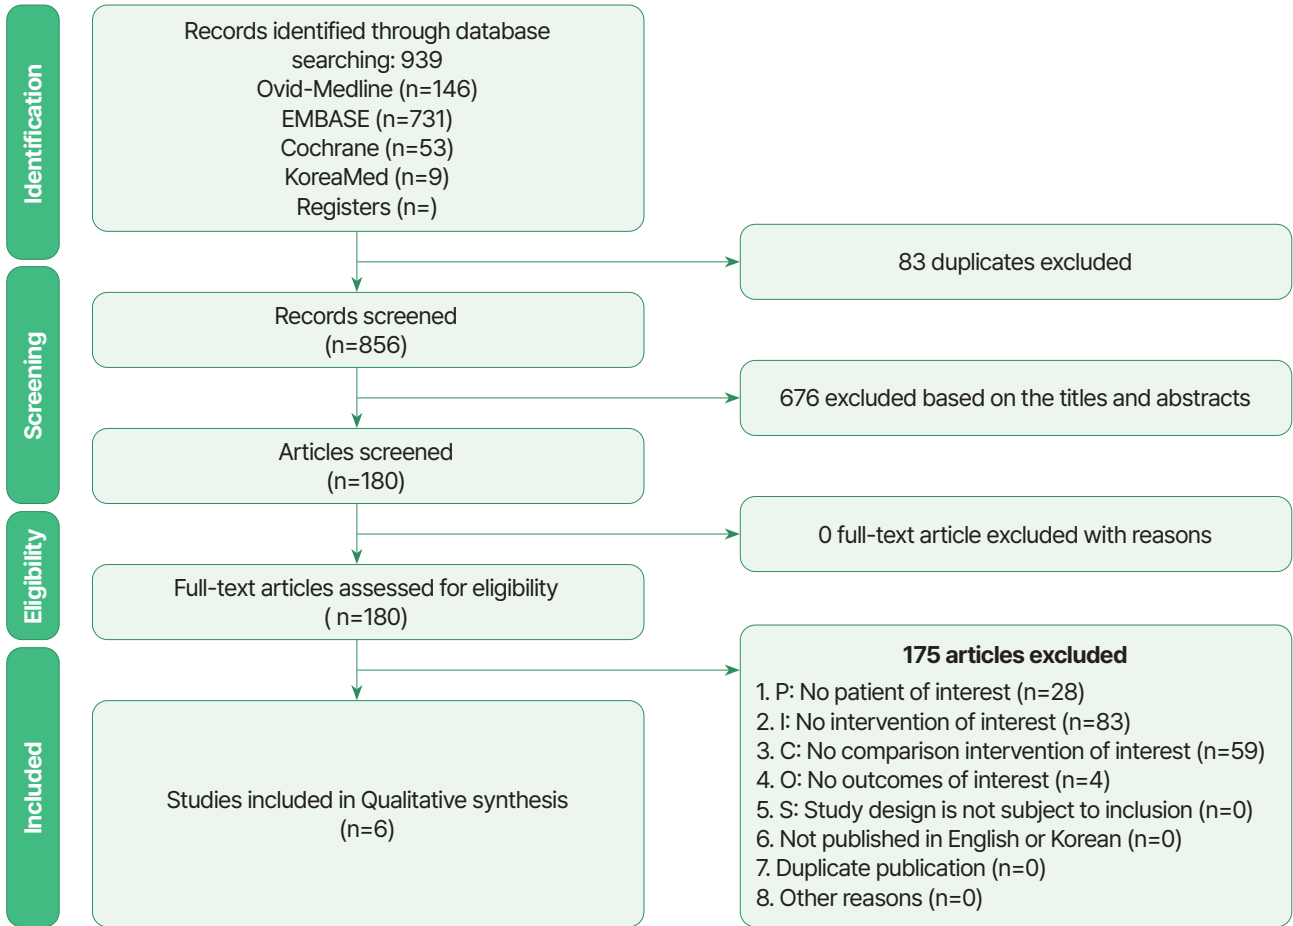 Identification
Records identified through database
searching: 939
Ovid-Medline (n=146)
EMBASE (n=731)
Cochrane (n=53)
KoreaMed (n=9)
Registers (n=)
83 duplicates excluded
Screening
Records screened
(n=856)
676 excluded based on the titles and abstracts
Articles screened
(n=180)
0 full-text article excluded with reasons
Eligibility
Full-text articles assessed for eligibility
( n=180)
175 articles excluded
1. P: No patient of interest (n=28)
2. I: No intervention of interest (n=83)
3. C: No comparison intervention of interest (n=59)
4. O: No outcomes of interest (n=4)
5. S: Study design is not subject to inclusion (n=0)
6. Not published in English or Korean (n=0)
7. Duplicate publication (n=0)
8. Other reasons (n=0)
Included
Studies included in Qualitative synthesis
(n=6)